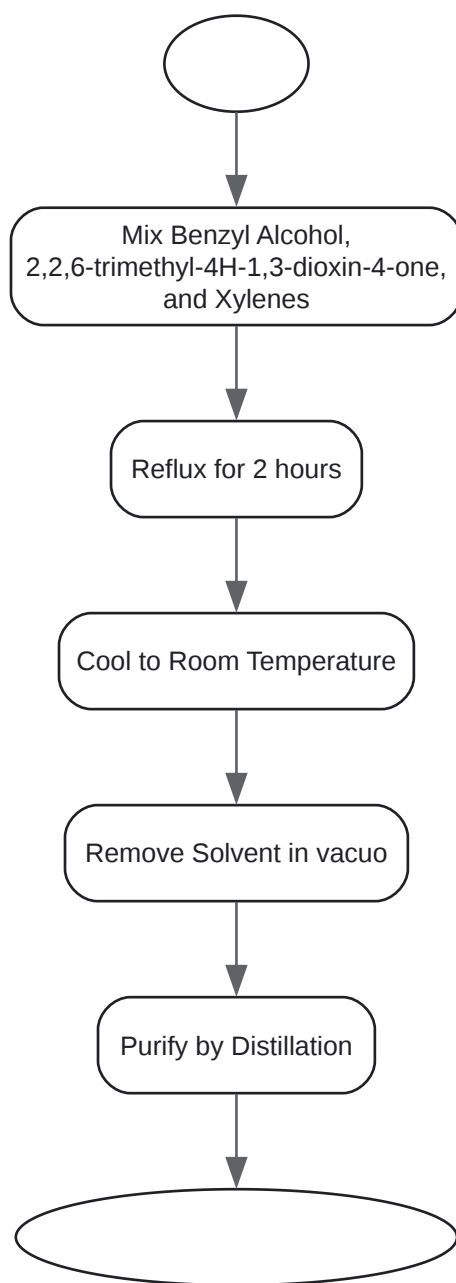 Mix Benzyl Alcohol,
2,2,6-trimethyl-4H-1,3-dioxin-4-one,
and Xylenes
Reflux for 2 hours
Cool to Room Temperature
Remove Solvent in vacuo
Purify by Distillation